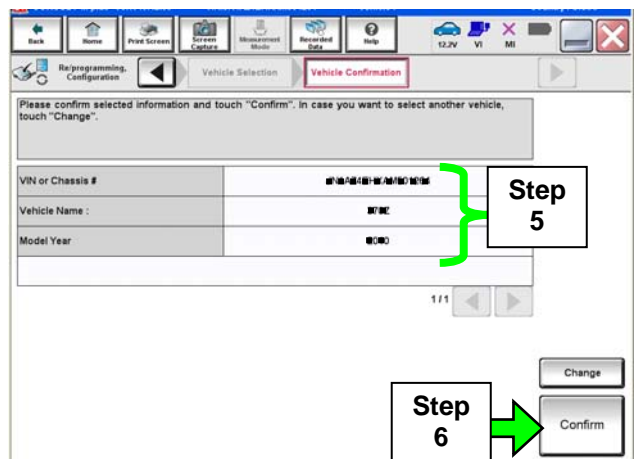 Back
Home
Print Screen
Screen
Capture
Measurement
Mode
Recorded
Data
Help
12.2V
VI
MI
Re/programming,
Configuration
Vehicle Selection
Vehicle Confirmation
Please confirm selected information and touch "Confirm". In case you want to select another vehicle,
touch "Change".
VIN or Chassis #
Vehicle Name :
Model Year
Step
5
1/1
Change
Step
6
Confirm